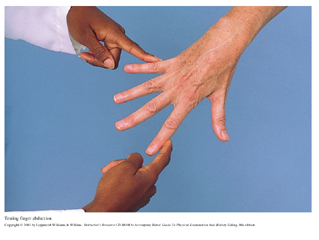 Testing finger abduction
Copyright © 2003 by Lippincott Williams & Wilkins. Instructor's Resource CD-ROM to Accompany Bates' Guide to Physical Examination and History Taking, 8th edition.